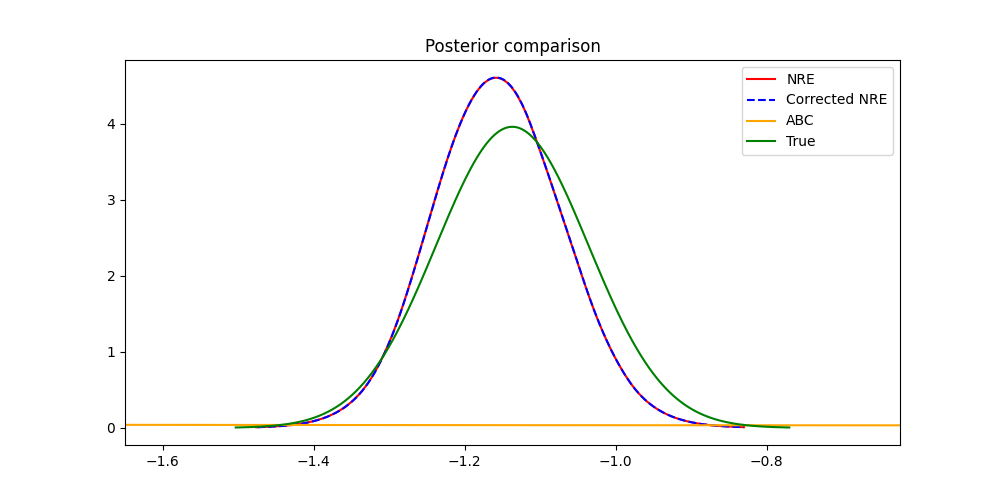 Posterior comparison
NRE
Corrected NRE
ABC
True
4
3
2
1
0
−1.6 −1.4 −1.2 −1.0 −0.8